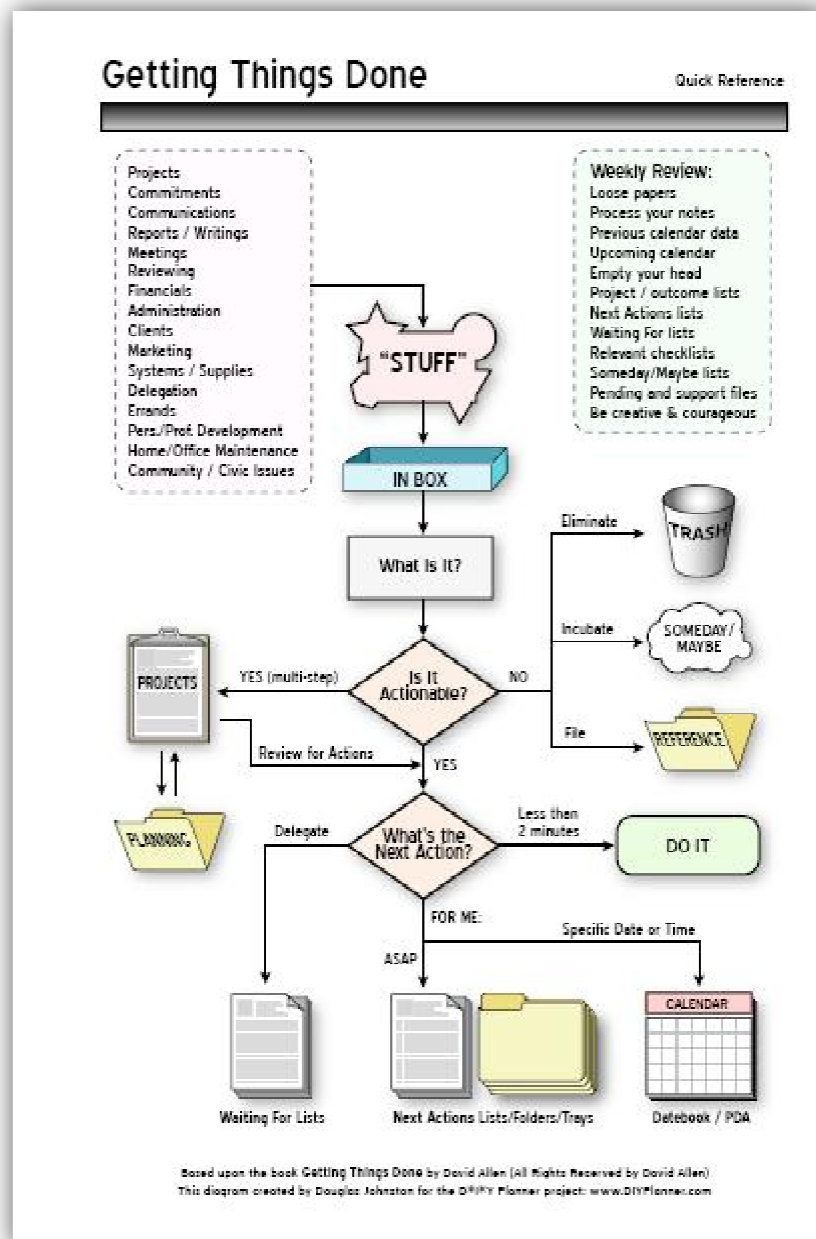 Getting Things Done
Quick Reference
Projects
Commitments
Communications
Reports / Writings
Meetings
Reviewing
Financials
Administration
Clients
Marketing
Systems / Supplies
Delegation
Errands
Pers./Prof. Development
Home/Office Maintenance
Community / Civic Issues
Weekly Review:
Loose papers
Process your notes
Previous calendar data
Upcoming calendar
Empty your head
Project / outcome lists
Next Actions lists
Waiting For lists
Relevant checklists
Someday/Maybe lists
Pending and support files
Be creative & courageous
“STUFF”
IN BOX
What Is It?
Eliminate
TRASH
Incubate
SOMEDAY/
MAYBE
File
REFERENCE
Is It
Actionable?
NO
YES (multi-step)
PROJECTS
Review for Actions
YES
PLANNING
Delegate
What's the
Next Action?
Less than
2 minutes
DO IT
FOR ME:
Specific Date or Time
ASAP
CALENDAR
Waiting For Lists
Next Actions Lists/Folders/Trays
Datebook / PDA
Based upon the book Getting Things Done by David Allen (All Rights Reserved by David Allen)
This diagram created by Douglas Johnston for the D*I*Y Planner project: www.DIYPlanner.com